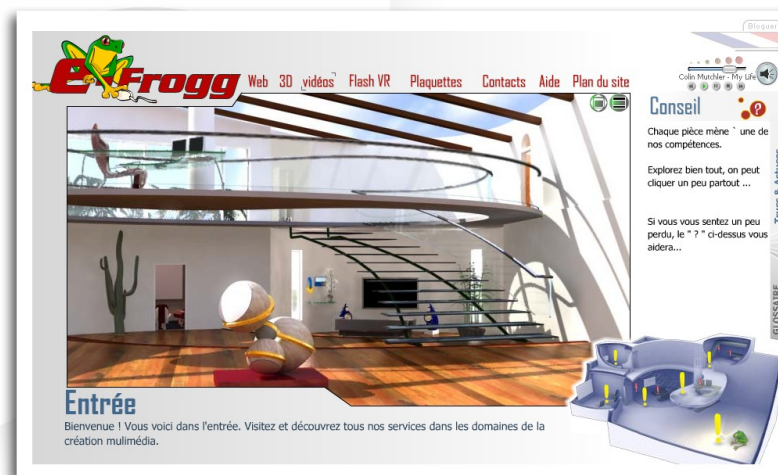 Bloguer
e-Frogg
Web 3D vidéos Flash VR Plaquettes Contacts Aide Plan du site
Colin Mutchler - My Life
Conseil
Chaque pièce mène ` une de
nos compétences.
Explorez bien tout, on peut
cliquer un peu partout ...
Si vous vous sentez un peu
perdu, le " ? " ci-dessus vous
aidera...
Trucs & Astuces
GLOSSAIRE
Entrée
Bienvenue ! Vous voici dans l'entrée. Visitez et découvrez tous nos services dans les domaines de la
création mulimédia.